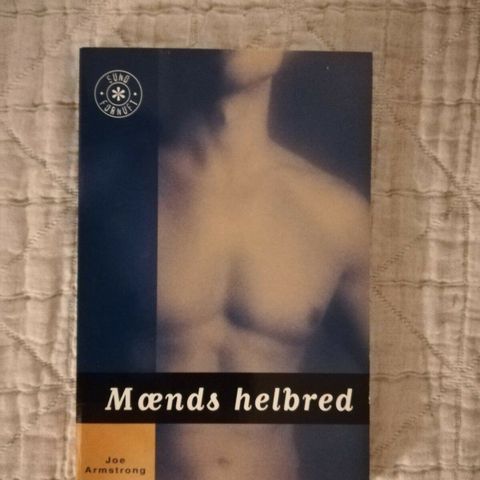 SUND
FORNUFT
Mænds helbred
Joe
Armstrong